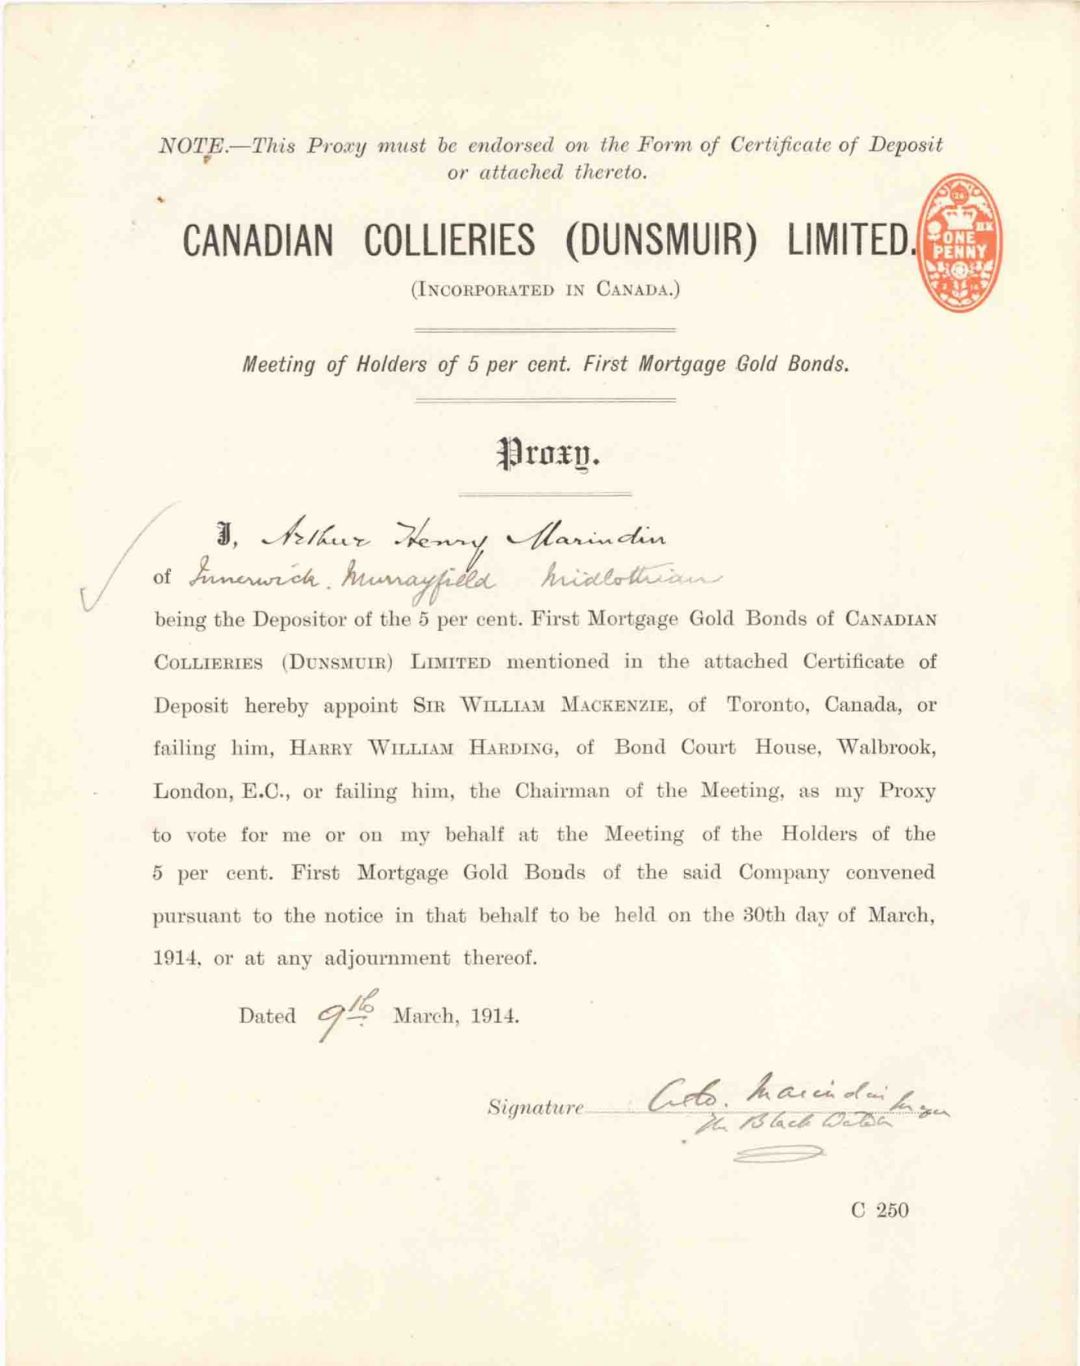 NOTE.—This Proxy must be endorsed on the Form of Certificate of Deposit
or attached thereto.
CANADIAN COLLIERIES (DUNSMUIR) LIMITED.
ONE
PENNY
(INCORPORATED IN CANADA.)
Meeting of Holders of 5 per cent. First Mortgage Gold Bonds.
Proxy.
I, Arthur Henry Marindin
of Innerwick. Murrayfield Midlothian
being the Depositor of the 5 per cent. First Mortgage Gold Bonds of CANADIAN
COLLIERIES (DUNSMUIR) LIMITED mentioned in the attached Certificate of
Deposit hereby appoint SIR WILLIAM MACKENZIE, of Toronto, Canada, or
failing him, HARRY WILLIAM HARDING, of Bond Court House, Walbrook,
London, E.C., or failing him, the Chairman of the Meeting, as my Proxy
to vote for me or on my behalf at the Meeting of the Holders of the
5 per cent. First Mortgage Gold Bonds of the said Company convened
pursuant to the notice in that behalf to be held on the 30th day of March,
1914, or at any adjournment thereof.
Dated 9th March, 1914.
Signature Marindin
The Black Watch
C 250